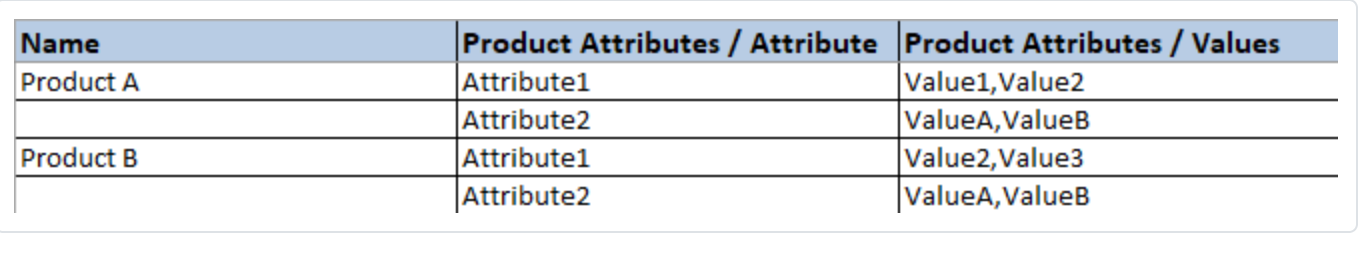 Name Product Attributes / Attribute Product Attributes / Values
Product A Attribute1 Value1,Value2
Attribute2 ValueA,ValueB
Product B Attribute1 Value2,Value3
Attribute2 ValueA,ValueB